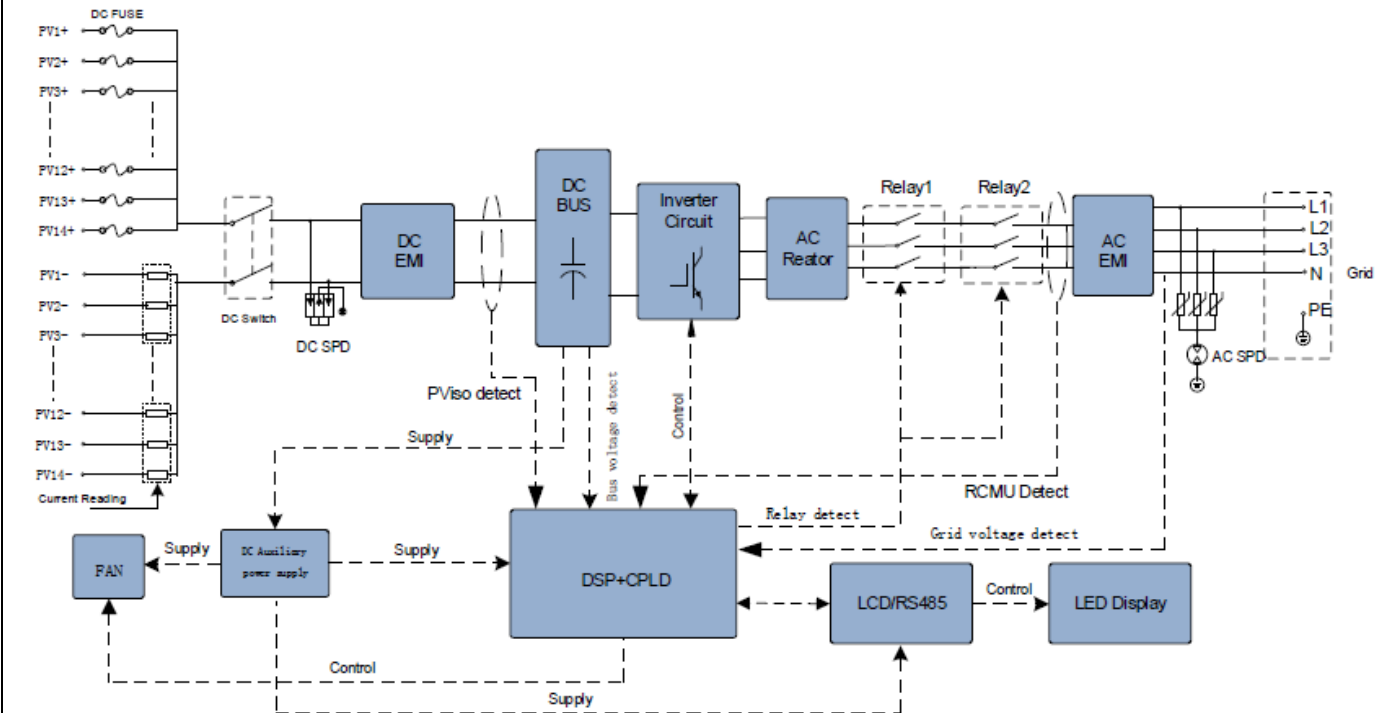 DC FUSE
PV1+
PV2+
PV3+
PV12+
PV13+
PV14+
PV1-
PV2-
PV3-
PV12-
PV13-
PV14-
Current Reading
DC Switch
DC SPD
DC
EMI
PViso detect
DC
BUS
Bus voltage detect
Inverter
Circuit
Control
AC
Reator
Relay1
Relay2
AC
EMI
L1
L2
L3
N
PE
Grid
AC SPD
RCMU Detect
Relay detect
Grid voltage detect
Supply
FAN
Supply
DC Auxiliary
power supply
Supply
DSP+CPLD
LCD/RS485
Control
LED Display
Control
Supply